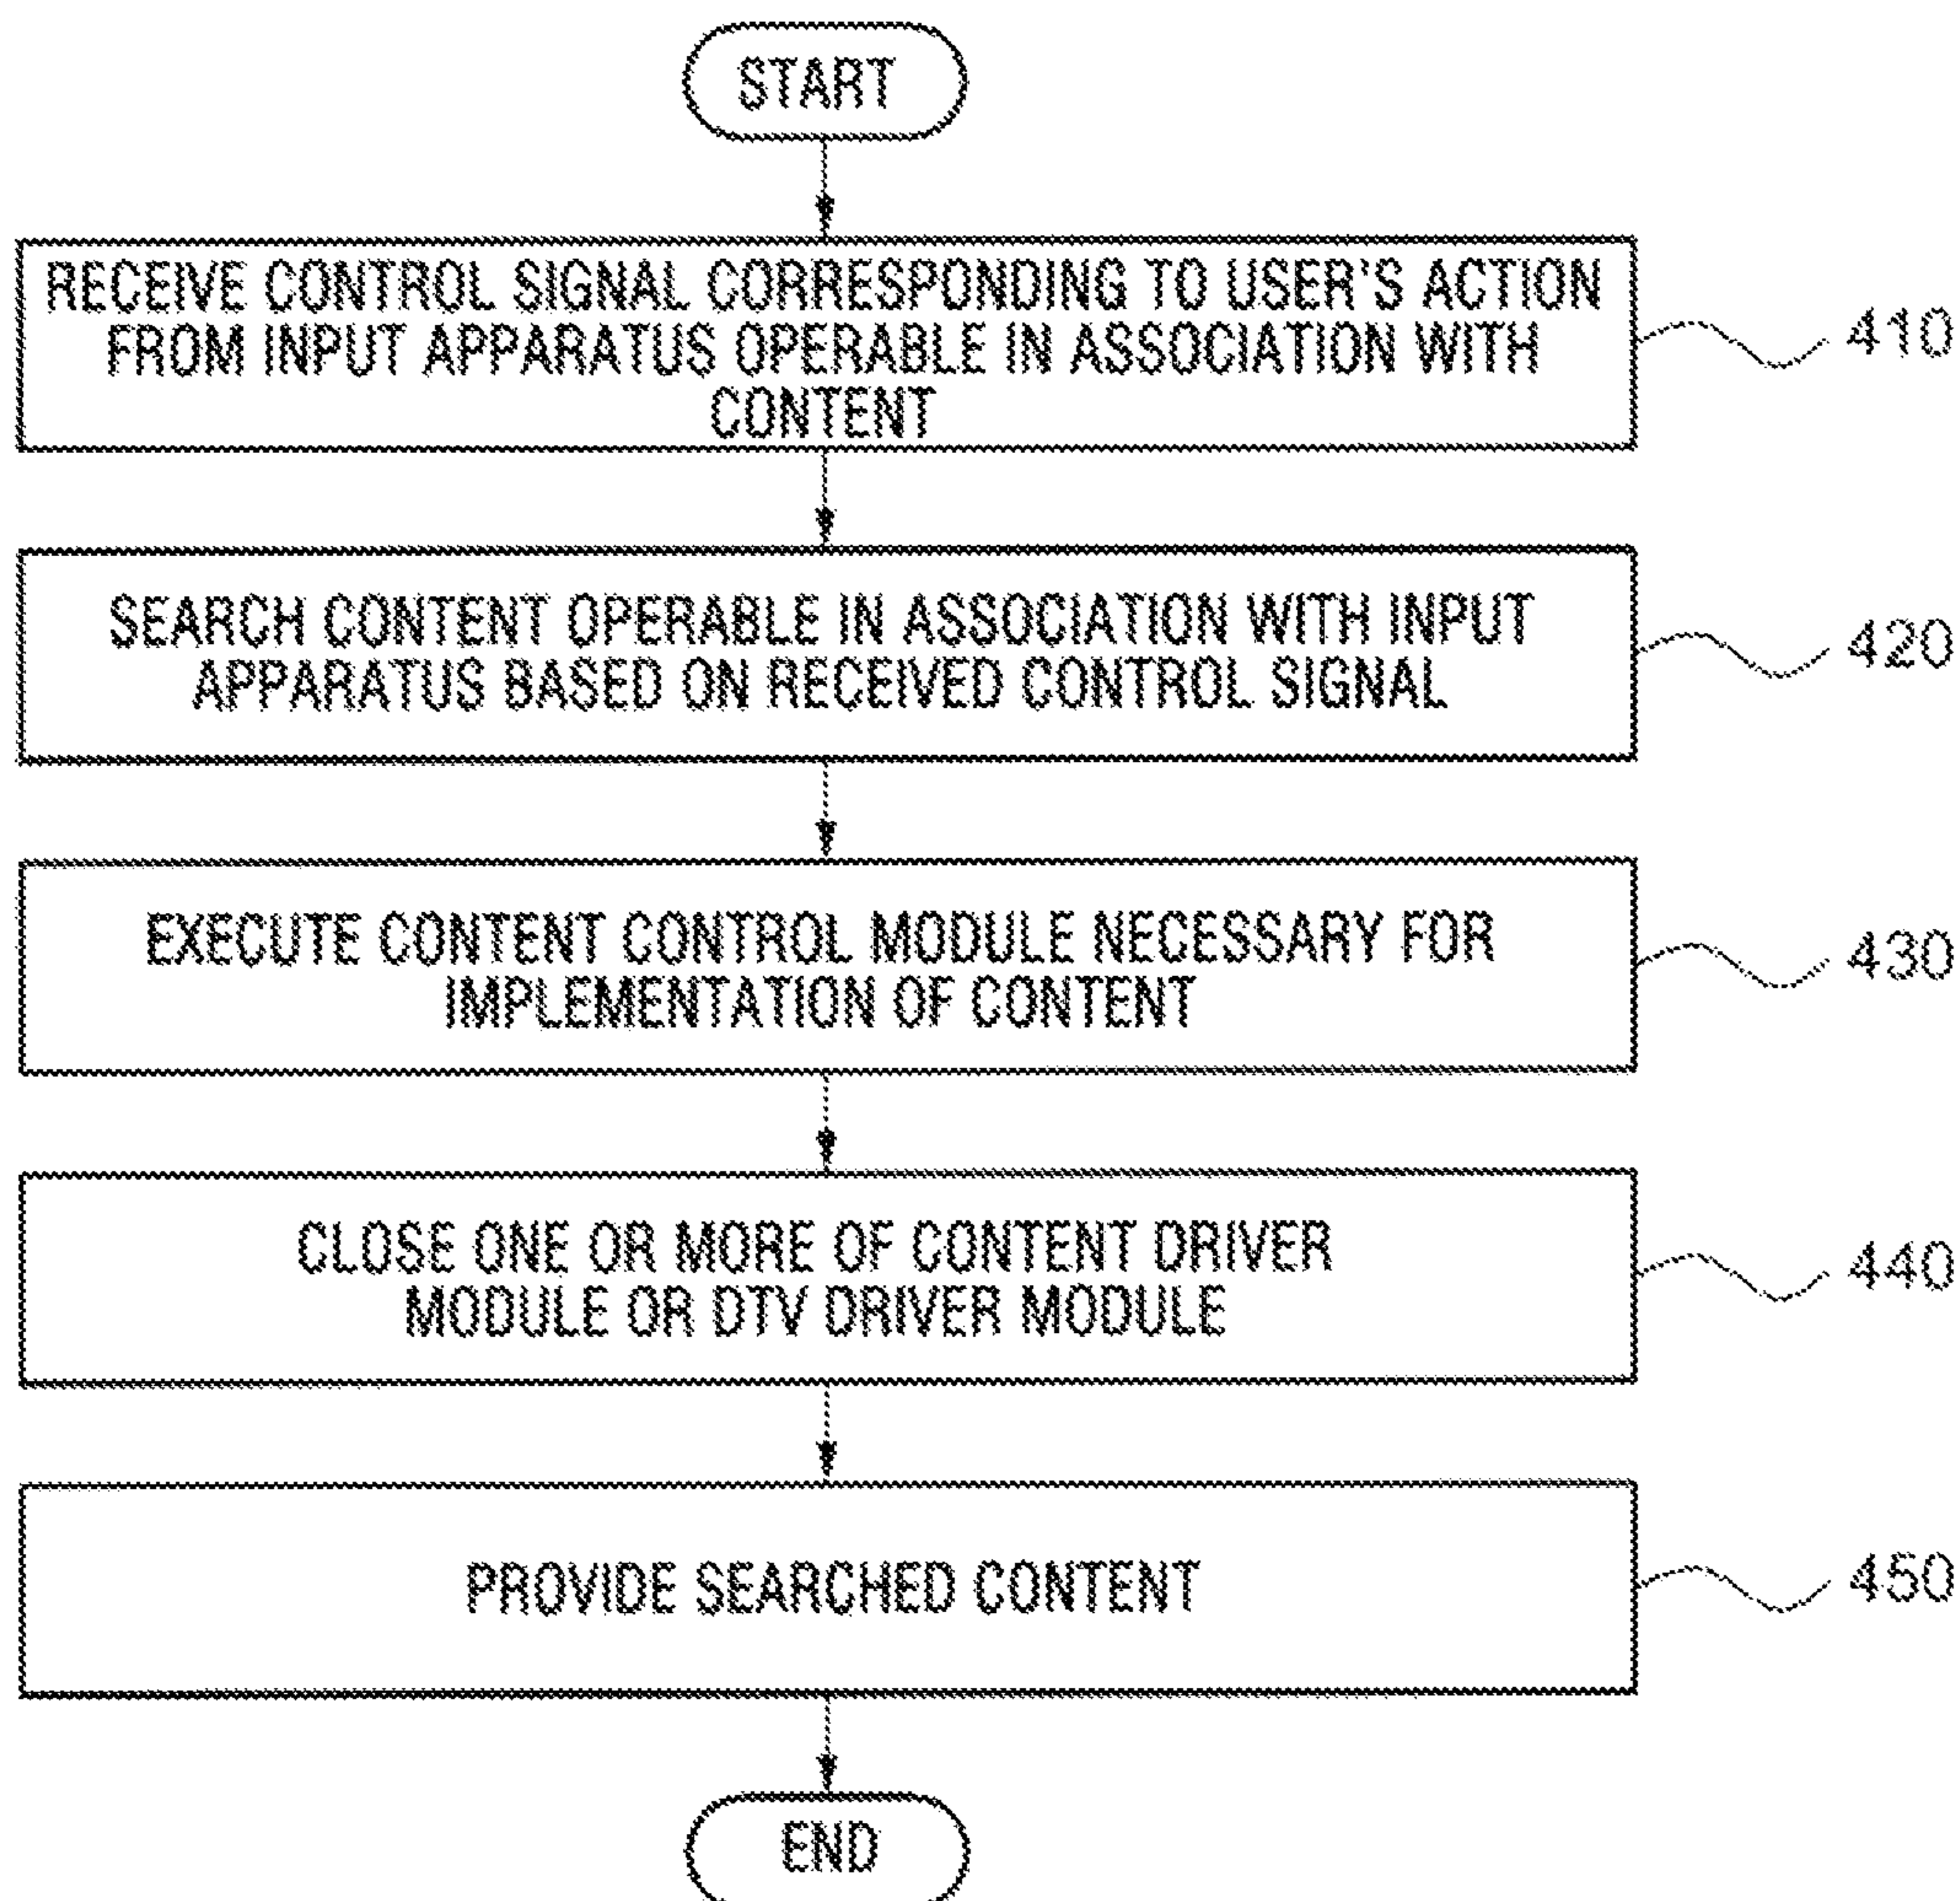 START
RECEIVE CONTROL SIGNAL CORRESPONDING TO USER'S ACTION
FROM INPUT APPARATUS OPERABLE IN ASSOCIATION WITH
CONTENT
410
SEARCH CONTENT OPERABLE IN ASSOCIATION WITH INPUT
APPARATUS BASED ON RECEIVED CONTROL SIGNAL
420
EXECUTE CONTENT CONTROL MODULE NECESSARY FOR
IMPLEMENTATION OF CONTENT
430
CLOSE ONE OR MORE OF CONTENT DRIVER
MODULE OR DTV DRIVER MODULE
440
PROVIDE SEARCHED CONTENT
450
END